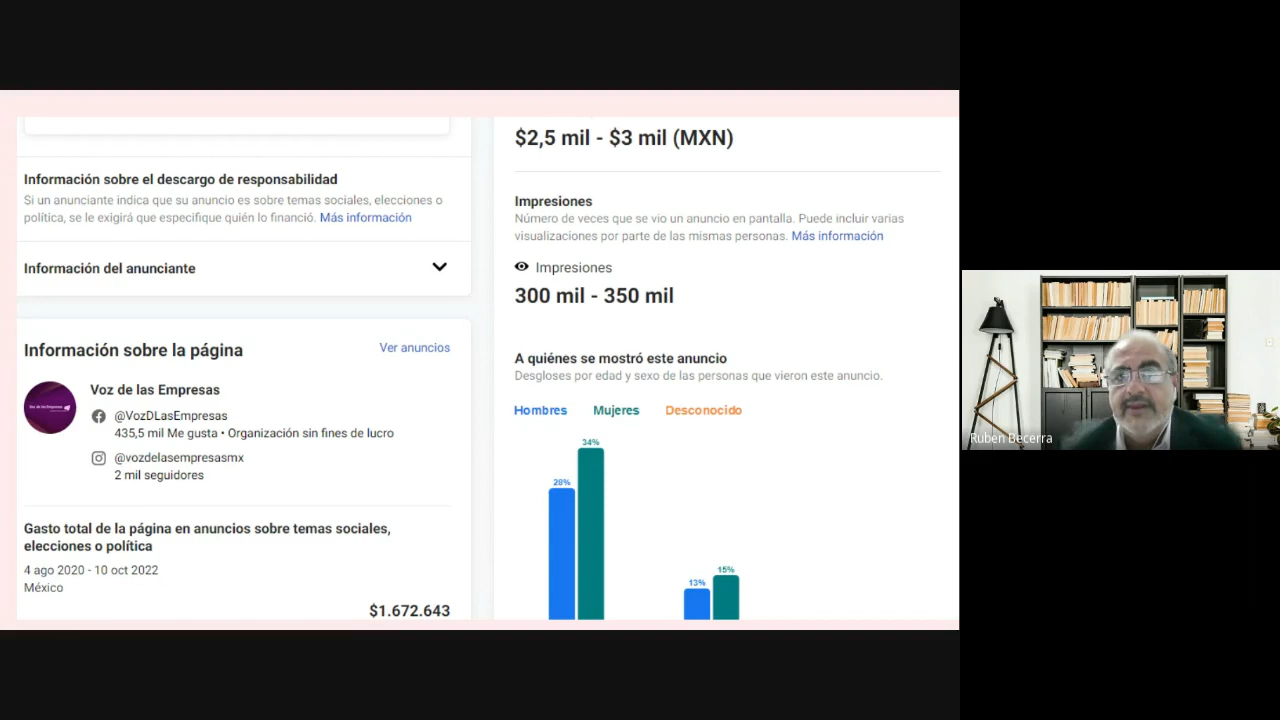 Información sobre el descargo de responsabilidad
Si un anunciante indica que su anuncio es sobre temas sociales, elecciones o
política, se le exigirá que especifique quién lo financió. Más información
Información del anunciante
Información sobre la página
Ver anuncios
Voz de las Empresas
@VozDLasEmpresas
435,5 mil Me gusta • Organización sin fines de lucro
@vozdelasempresasmx
2 mil seguidores
Gasto total de la página en anuncios sobre temas sociales,
elecciones o política
4 ago 2020 - 10 oct 2022
México
$1.672.643
$2,5 mil - $3 mil (MXN)
Impresiones
Número de veces que se vio un anuncio en pantalla. Puede incluir varias
visualizaciones por parte de las mismas personas. Más información
Impresiones
300 mil - 350 mil
A quiénes se mostró este anuncio
Desgloses por edad y sexo de las personas que vieron este anuncio.
Hombres Mujeres Desconocido
34%
28%
15%
13%
Ruben Becerra